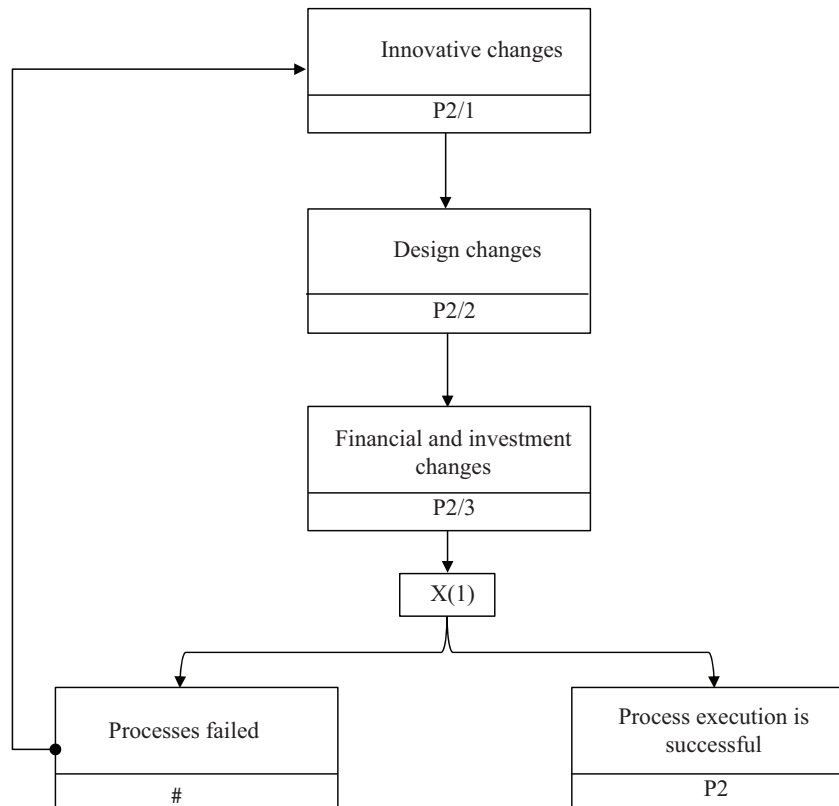 Innovative changes
P2/1
Design changes
P2/2
Financial and investment
changes
P2/3
X(1)
Processes failed
#
Process execution is
successful
P2